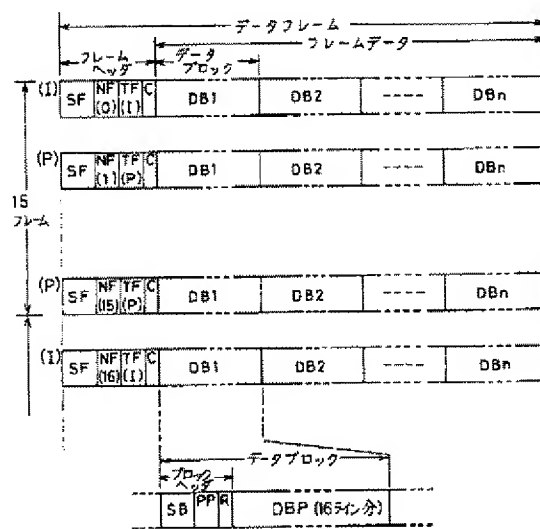 データフレーム
フレームデータ
フレーム
ヘッダ
データ
ブロック
(I) SF NF (0) TF (I) C DB1 DB2 ---- DBn
(P) SF NF (1) TF (P) C DB1 DB2 ---- DBn
15
フレーム
(P) SF NF (15) TF (P) C DB1 DB2 ---- DBn
(I) SF NF (16) TF (I) C DB1 DB2 ---- DBn
データブロック
ブロック
ヘッダ
SB PP R DBP (16ライン分)